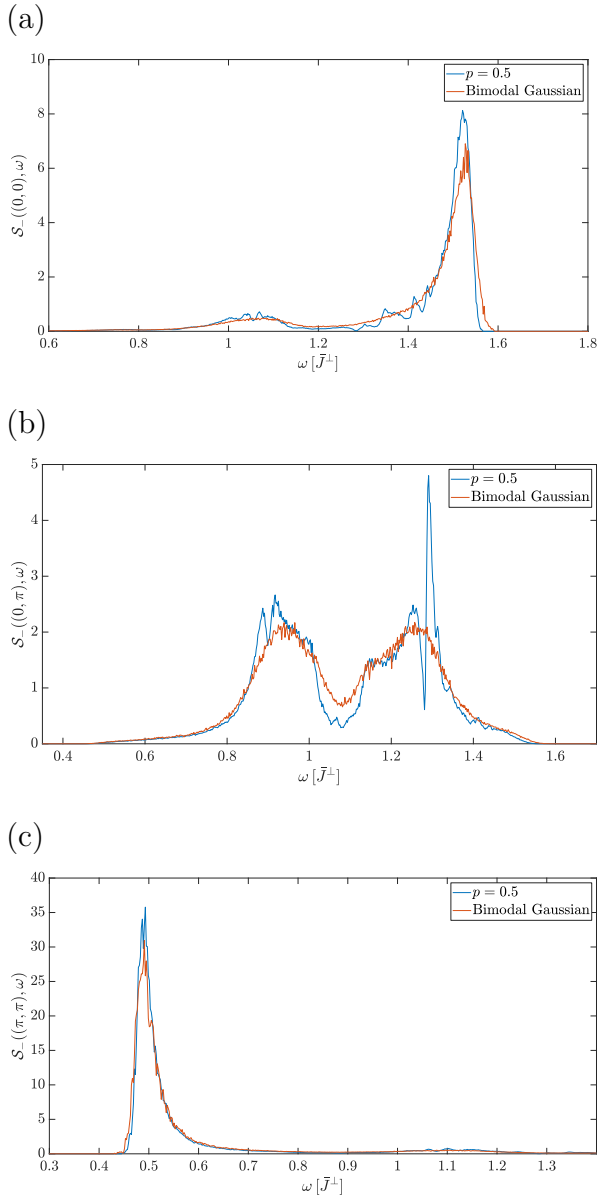 (a)
10
8
6
4
2
0
S₋((0, 0), ω)
p = 0.5
Bimodal Gaussian
0.6 0.8 1 1.2 1.4 1.6 1.8
ω [J̄⊥]
(b)
5
4
3
2
1
0
S₋((0, π), ω)
p = 0.5
Bimodal Gaussian
0.4 0.6 0.8 1 1.2 1.4 1.6
ω [J̄⊥]
(c)
40
35
30
25
20
15
10
5
0
S₋((π, π), ω)
p = 0.5
Bimodal Gaussian
0.3 0.4 0.5 0.6 0.7 0.8 0.9 1 1.1 1.2 1.3
ω [J̄⊥]